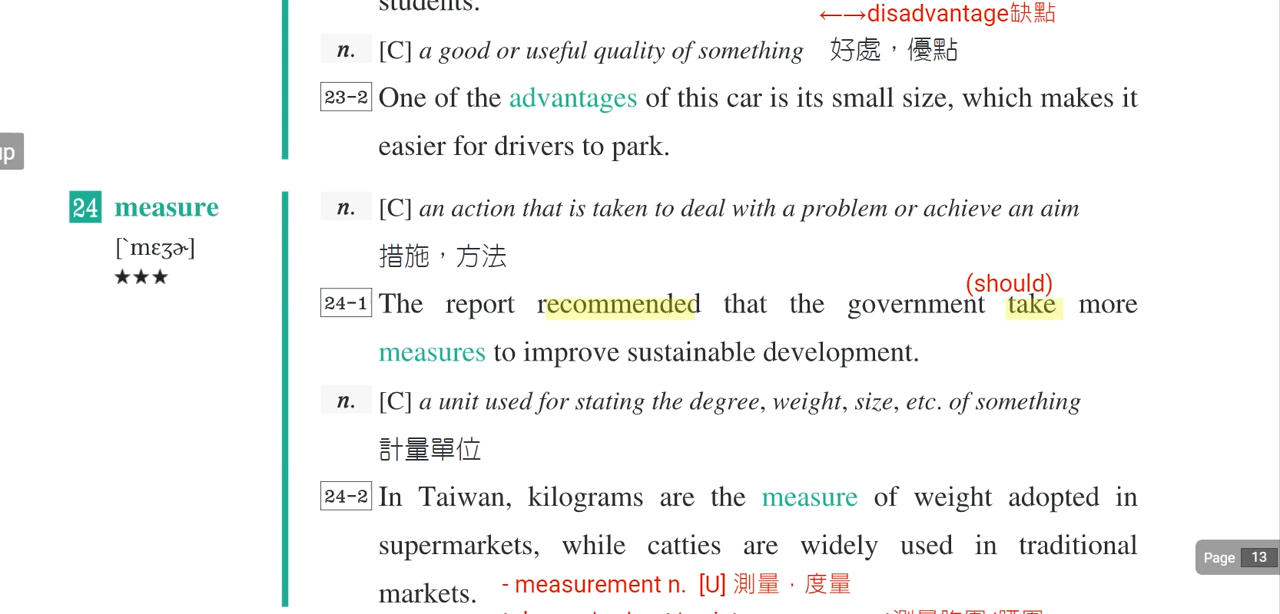 students.
←→disadvantage缺點
n. [C] a good or useful quality of something 好處，優點
23-2 One of the advantages of this car is its small size, which makes it
easier for drivers to park.
up
24 measure
[ˋmɛʒɚ]
★★★
n. [C] an action that is taken to deal with a problem or achieve an aim
措施，方法
(should)
24-1 The report recommended that the government take more
measures to improve sustainable development.
n. [C] a unit used for stating the degree, weight, size, etc. of something
計量單位
24-2 In Taiwan, kilograms are the measure of weight adopted in
supermarkets, while catties are widely used in traditional
markets. - measurement n. [U] 測量，度量
Page 13